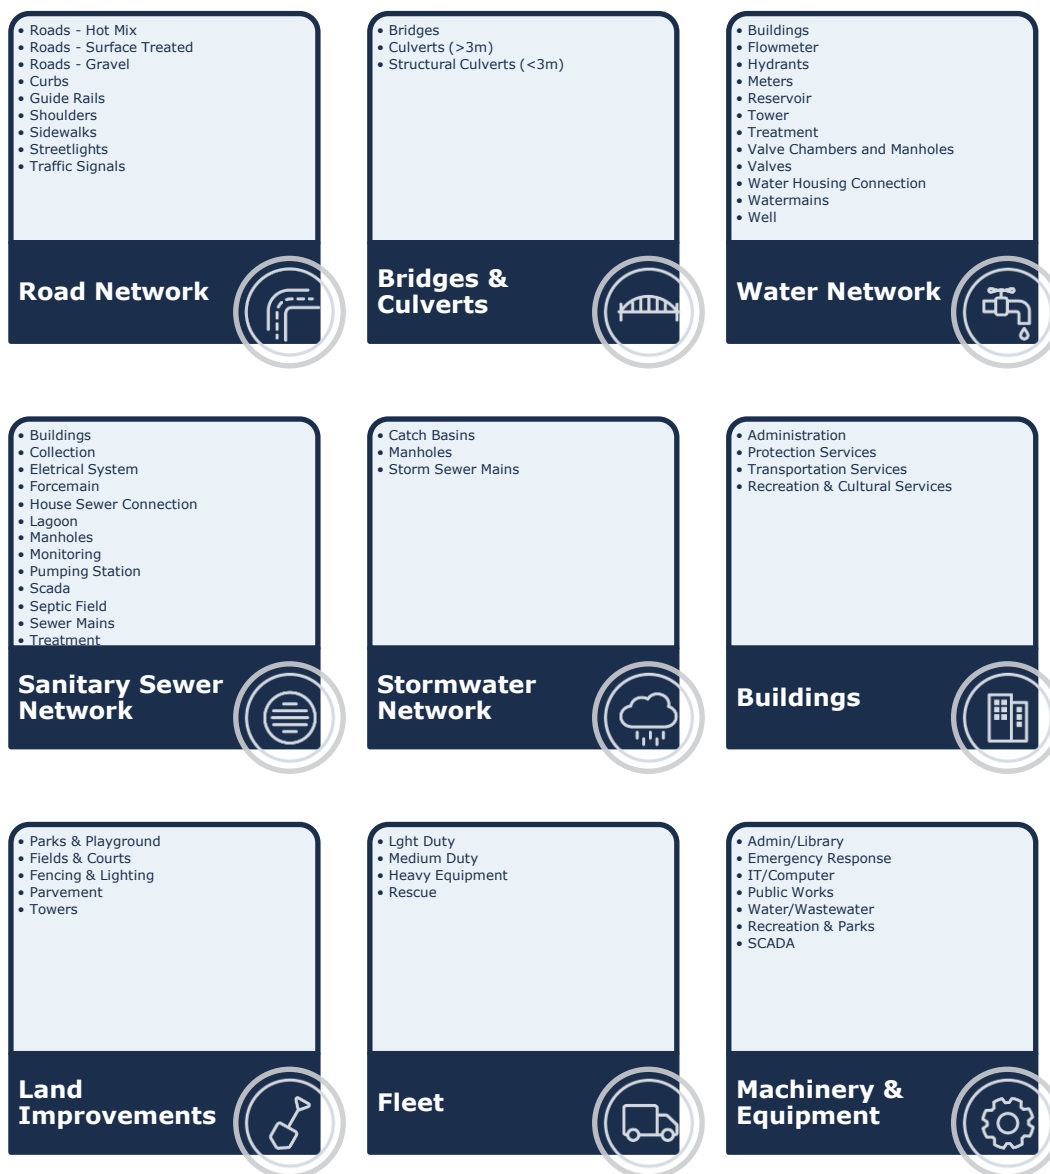 • Roads - Hot Mix
• Roads - Surface Treated
• Roads - Gravel
• Curbs
• Guide Rails
• Shoulders
• Sidewalks
• Streetlights
• Traffic Signals
Road Network
• Bridges
• Culverts (>3m)
• Structural Culverts (<3m)
Bridges &
Culverts
• Buildings
• Flowmeter
• Hydrants
• Meters
• Reservoir
• Tower
• Treatment
• Valve Chambers and Manholes
• Valves
• Water Housing Connection
• Watermains
• Well
Water Network
• Buildings
• Collection
• Eletrical System
• Forcemain
• House Sewer Connection
• Lagoon
• Manholes
• Monitoring
• Pumping Station
• Scada
• Septic Field
• Sewer Mains
• Treatment
Sanitary Sewer
Network
• Catch Basins
• Manholes
• Storm Sewer Mains
Stormwater
Network
• Administration
• Protection Services
• Transportation Services
• Recreation & Cultural Services
Buildings
• Parks & Playground
• Fields & Courts
• Fencing & Lighting
• Parvement
• Towers
Land
Improvements
• Lght Duty
• Medium Duty
• Heavy Equipment
• Rescue
Fleet
• Admin/Library
• Emergency Response
• IT/Computer
• Public Works
• Water/Wastewater
• Recreation & Parks
• SCADA
Machinery &
Equipment